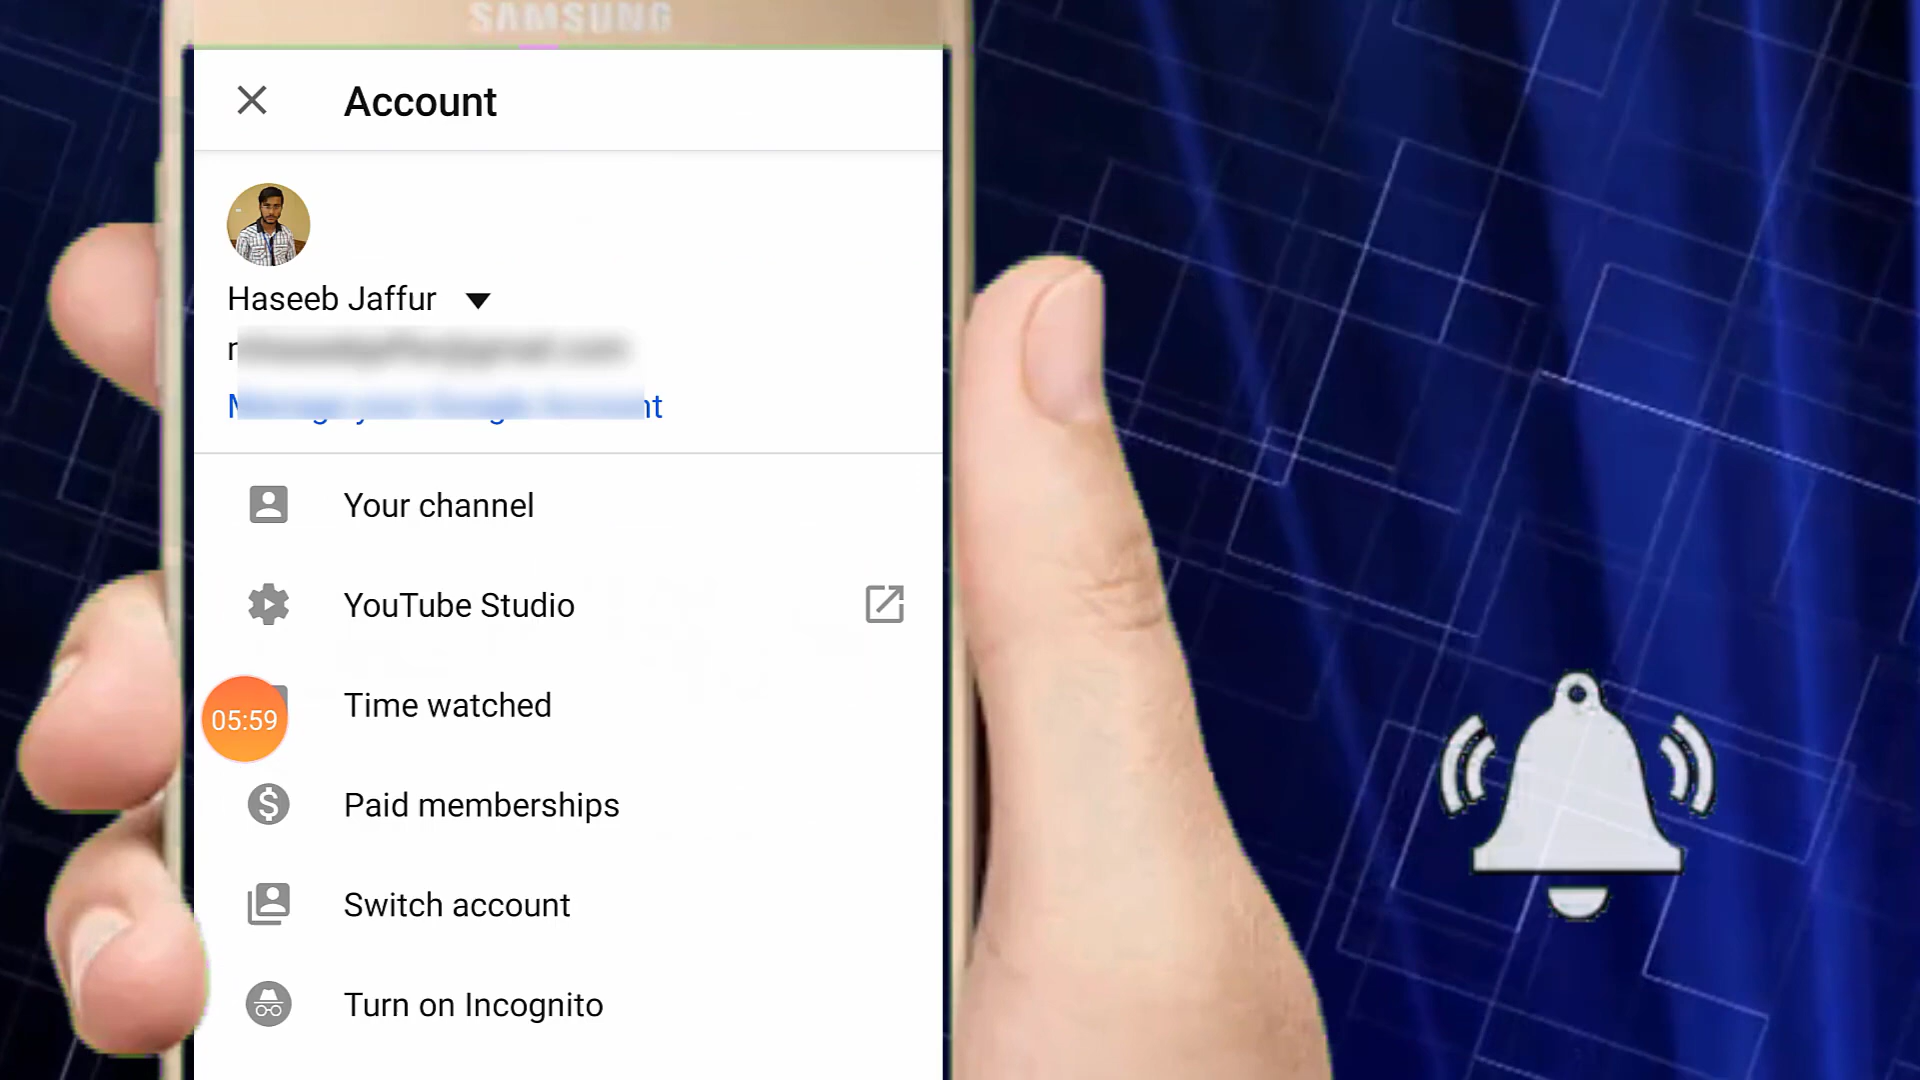 SAMSUNG
Account
Haseeb Jaffur
Your channel
YouTube Studio
Time watched
05:59
Paid memberships
Switch account
Turn on Incognito